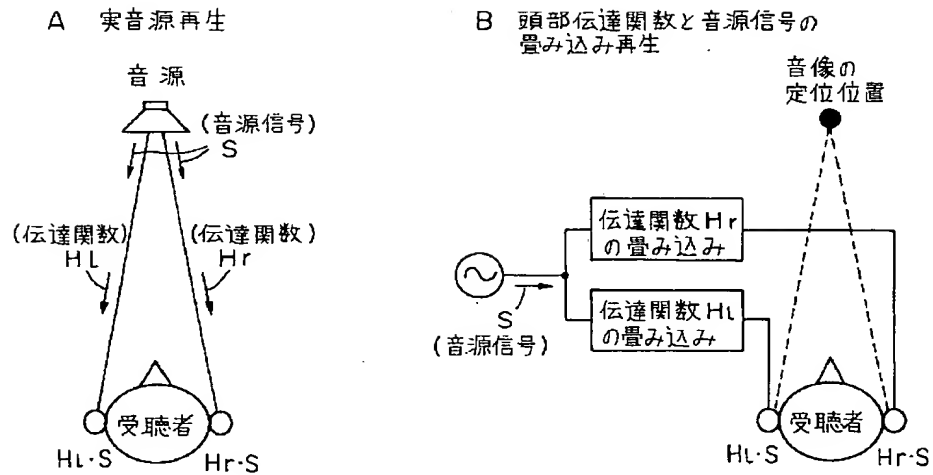 A 実音源再生
音源
(音源信号)
S
(伝達関数)
Hl
(伝達関数)
Hr
受聴者
Hl・S
Hr・S
B 頭部伝達関数と音源信号の
畳み込み再生
音像の
定位位置
伝達関数Hr
の畳み込み
S
(音源信号)
伝達関数Hl
の畳み込み
受聴者
Hl・S
Hr・S